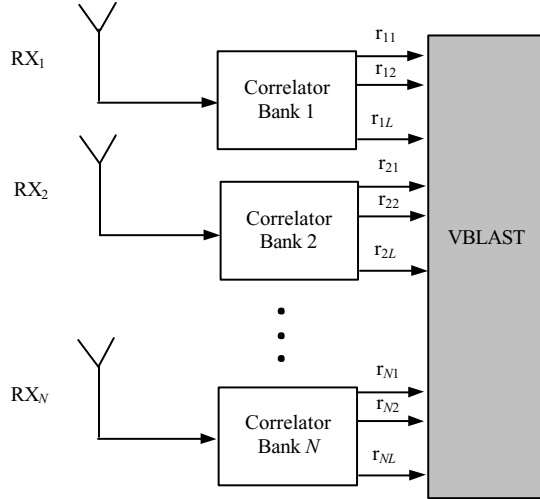 r11
RX1
r12
Correlator
Bank 1
r1L
r21
RX2
r22
Correlator
Bank 2
r2L
VBLAST
rN1
RXN
rN2
Correlator
Bank N
rNL